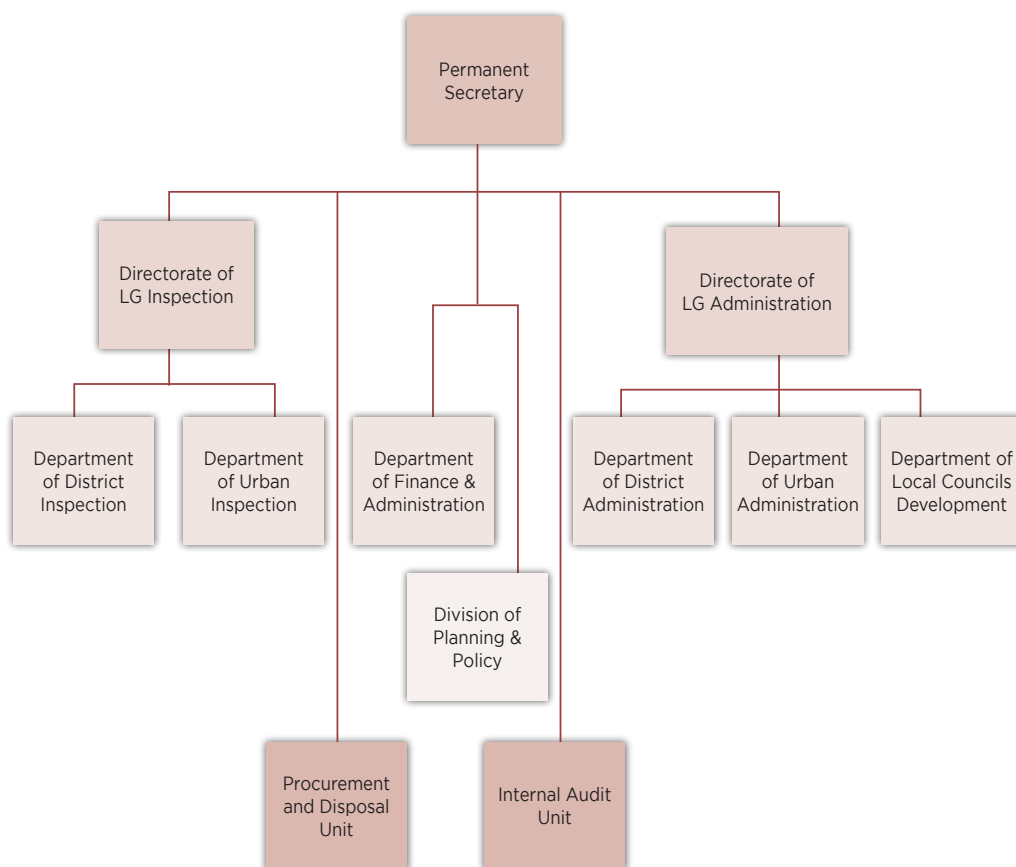 Permanent
Secretary
Directorate of
LG Inspection
Directorate of
LG Administration
Department
of District
Inspection
Department
of Urban
Inspection
Department
of Finance &
Administration
Department
of District
Administration
Department
of Urban
Administration
Department of
Local Councils
Development
Division of
Planning &
Policy
Procurement
and Disposal
Unit
Internal Audit
Unit